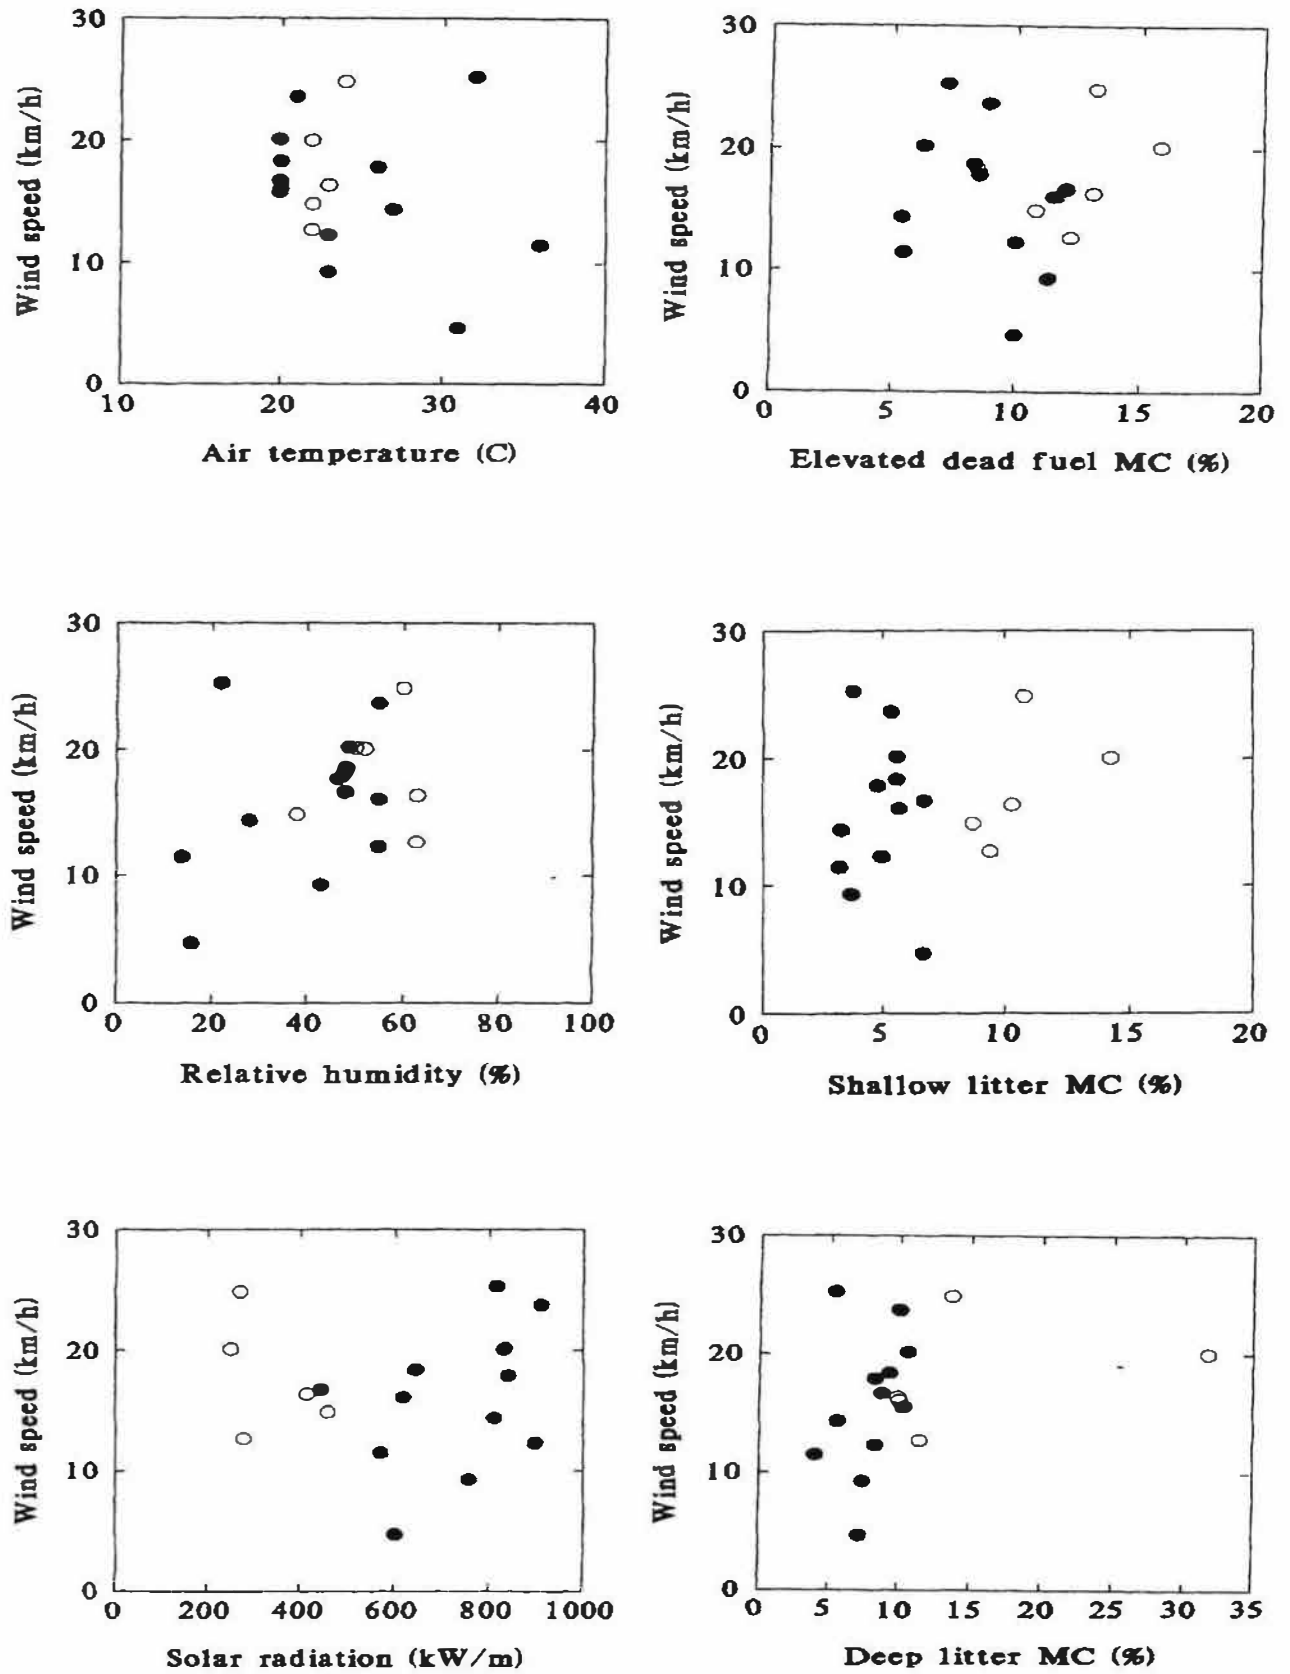 30
20
10
0
Wind speed (km/h)
10 20 30 40
Air temperature (C)
30
20
10
0
Wind speed (km/h)
0 5 10 15 20
Elevated dead fuel MC (%)
30
20
10
0
Wind speed (km/h)
0 20 40 60 80 100
Relative humidity (%)
30
20
10
0
Wind speed (km/h)
0 5 10 15 20
Shallow litter MC (%)
30
20
10
0
Wind speed (km/h)
0 200 400 600 800 1000
Solar radiation (kW/m)
30
20
10
0
Wind speed (km/h)
0 5 10 15 20 25 30 35
Deep litter MC (%)